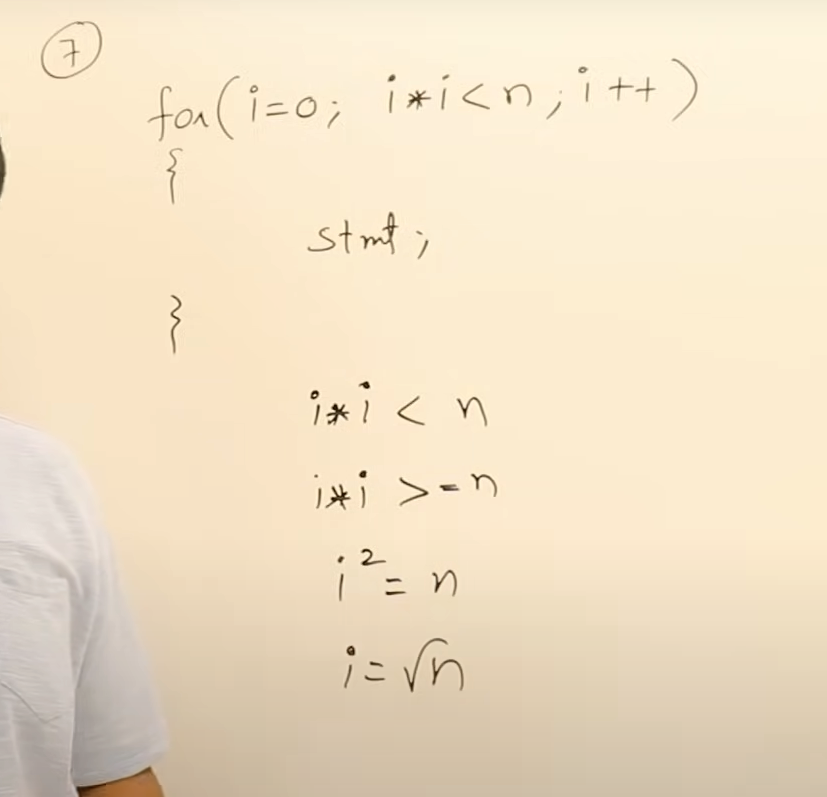 7
for(i=0; i*i<n; i++)
{
stmt;
}
i*i < n
i*i >=n
i²= n
i=√n